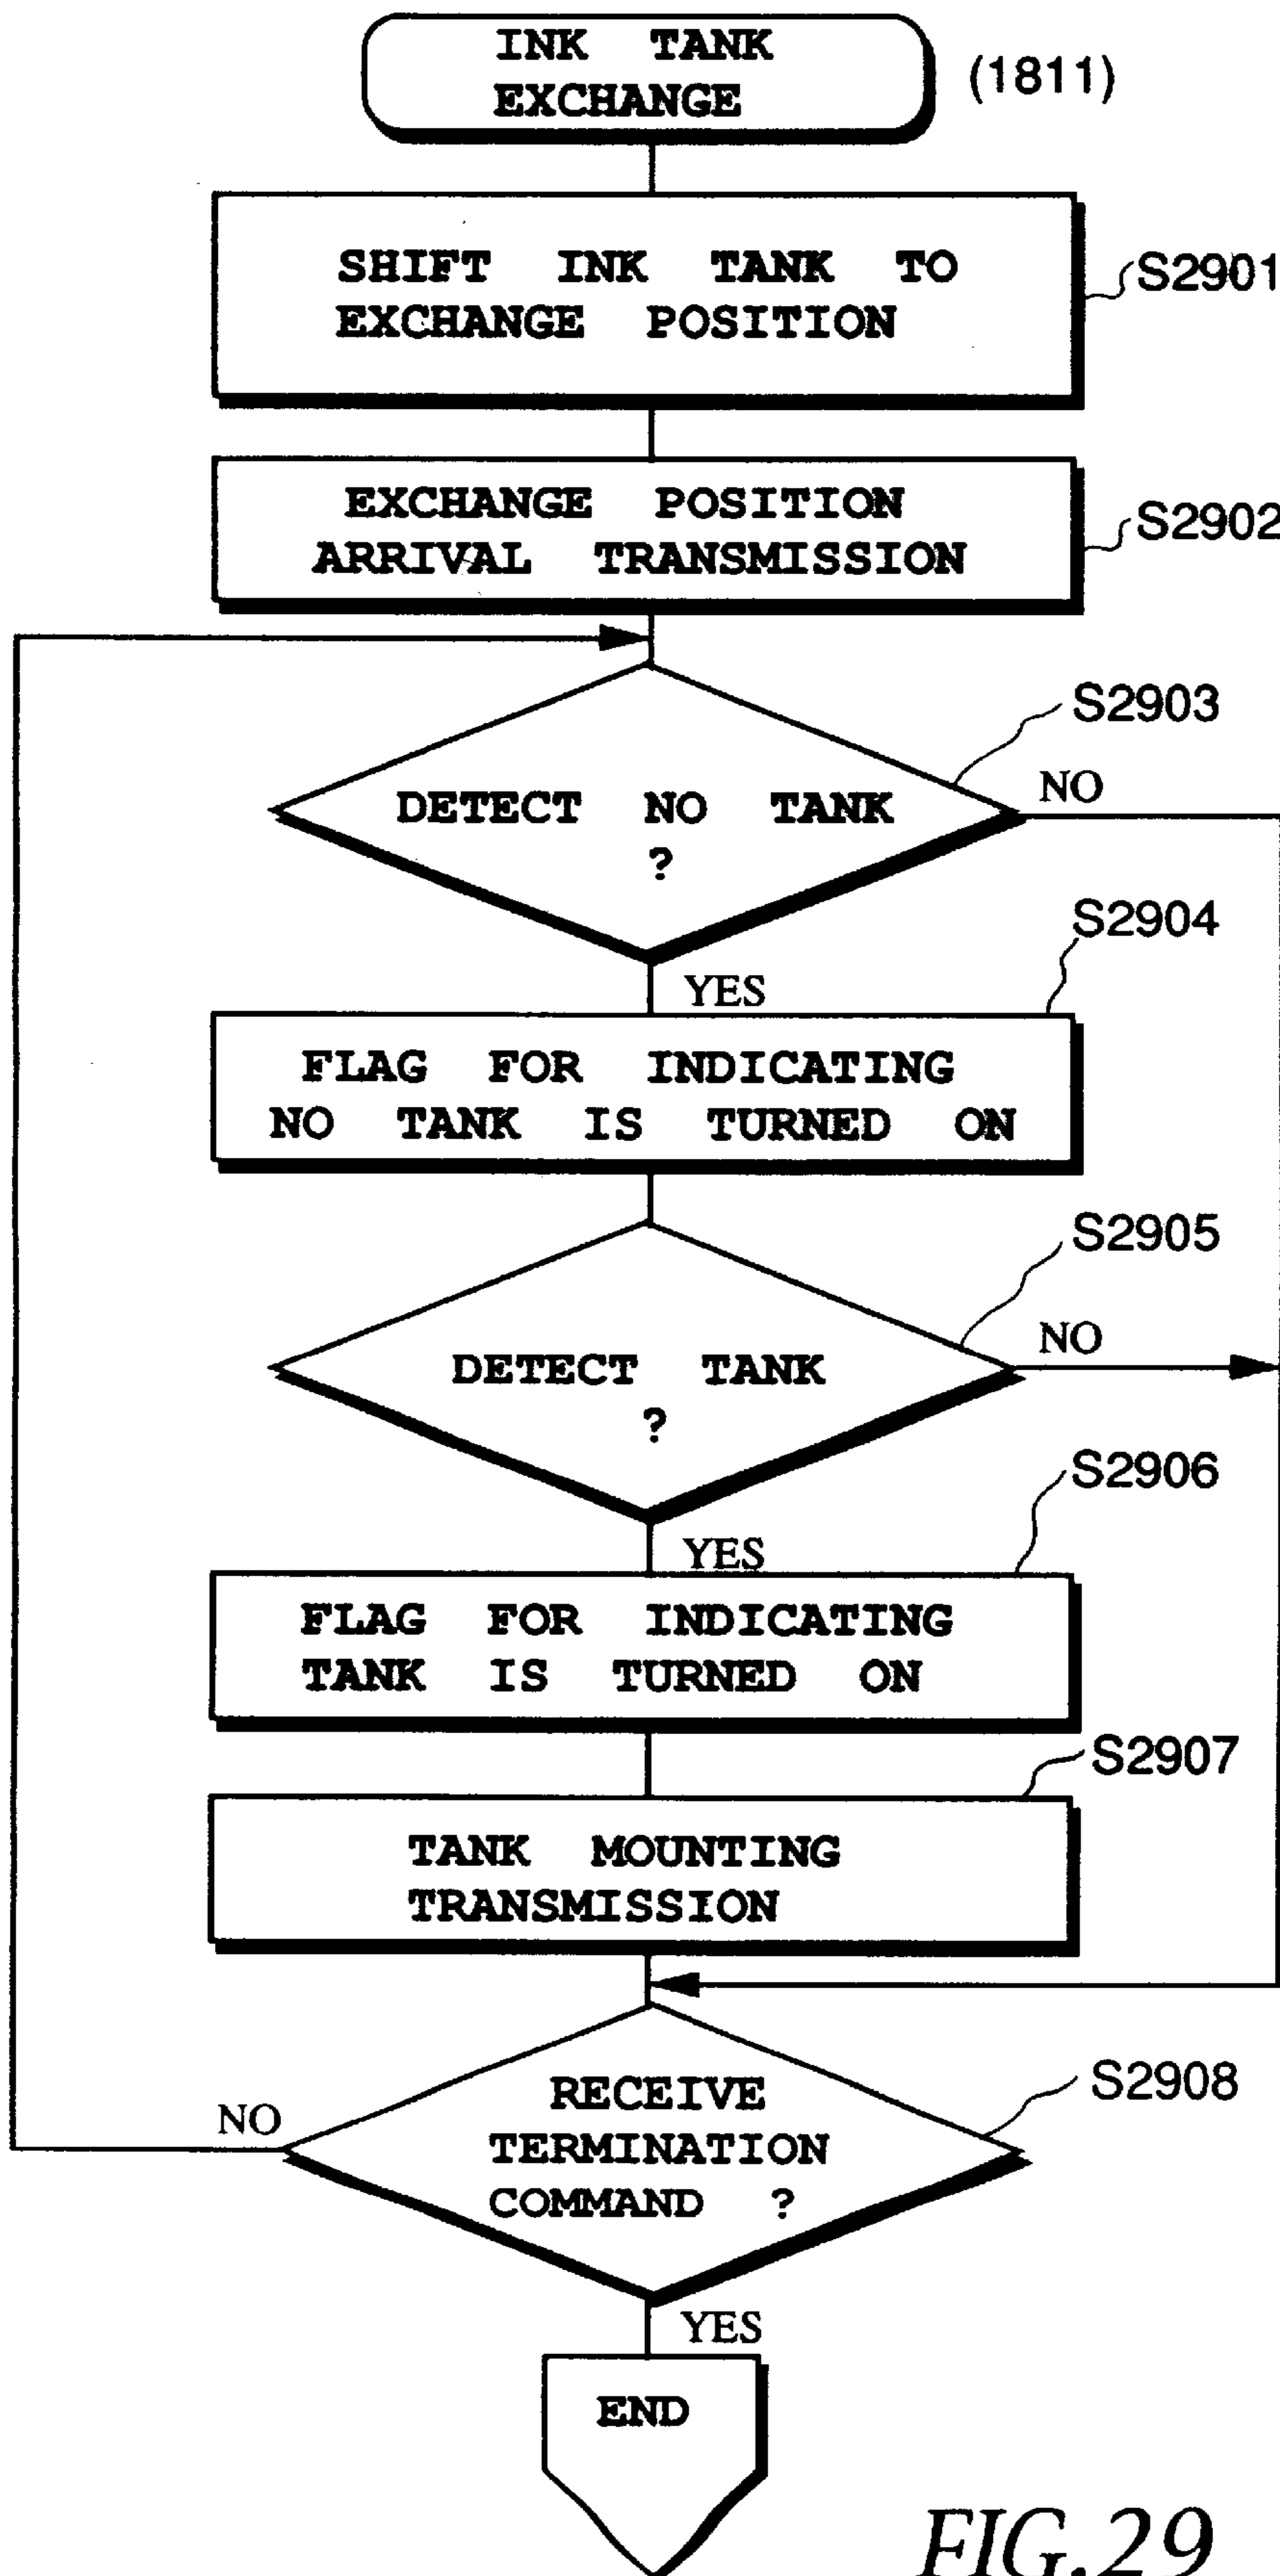 INK TANK
EXCHANGE
(1811)
SHIFT INK TANK TO
EXCHANGE POSITION
S2901
EXCHANGE POSITION
ARRIVAL TRANSMISSION
S2902
S2903
DETECT NO TANK
?
NO
S2904
YES
FLAG FOR INDICATING
NO TANK IS TURNED ON
S2905
DETECT TANK
?
NO
S2906
YES
FLAG FOR INDICATING
TANK IS TURNED ON
S2907
TANK MOUNTING
TRANSMISSION
S2908
RECEIVE
TERMINATION
COMMAND ?
NO
YES
END
FIG.29